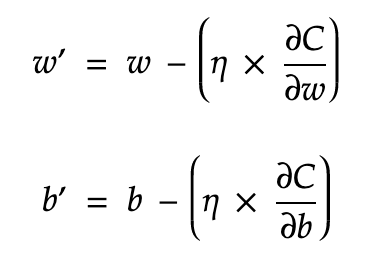 w′ = w − (η × ∂C/∂w)
b′ = b − (η × ∂C/∂b)